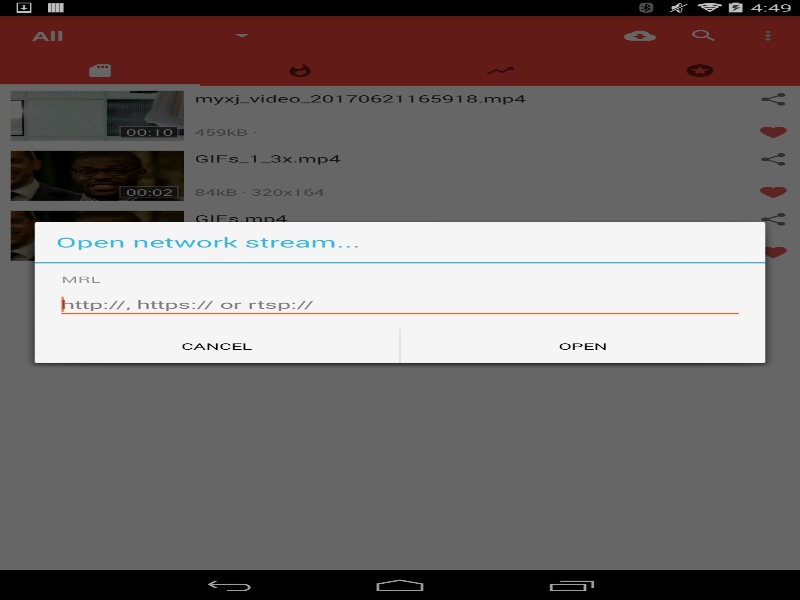 4:49
All
myxj_video_20170621165918.mp4
00:10
459kB ·
GIFs_1_3x.mp4
00:02
84kB · 320x164
GIFs.mp4
Open network stream...
MRL
http://, https:// or rtsp://
CANCEL
OPEN